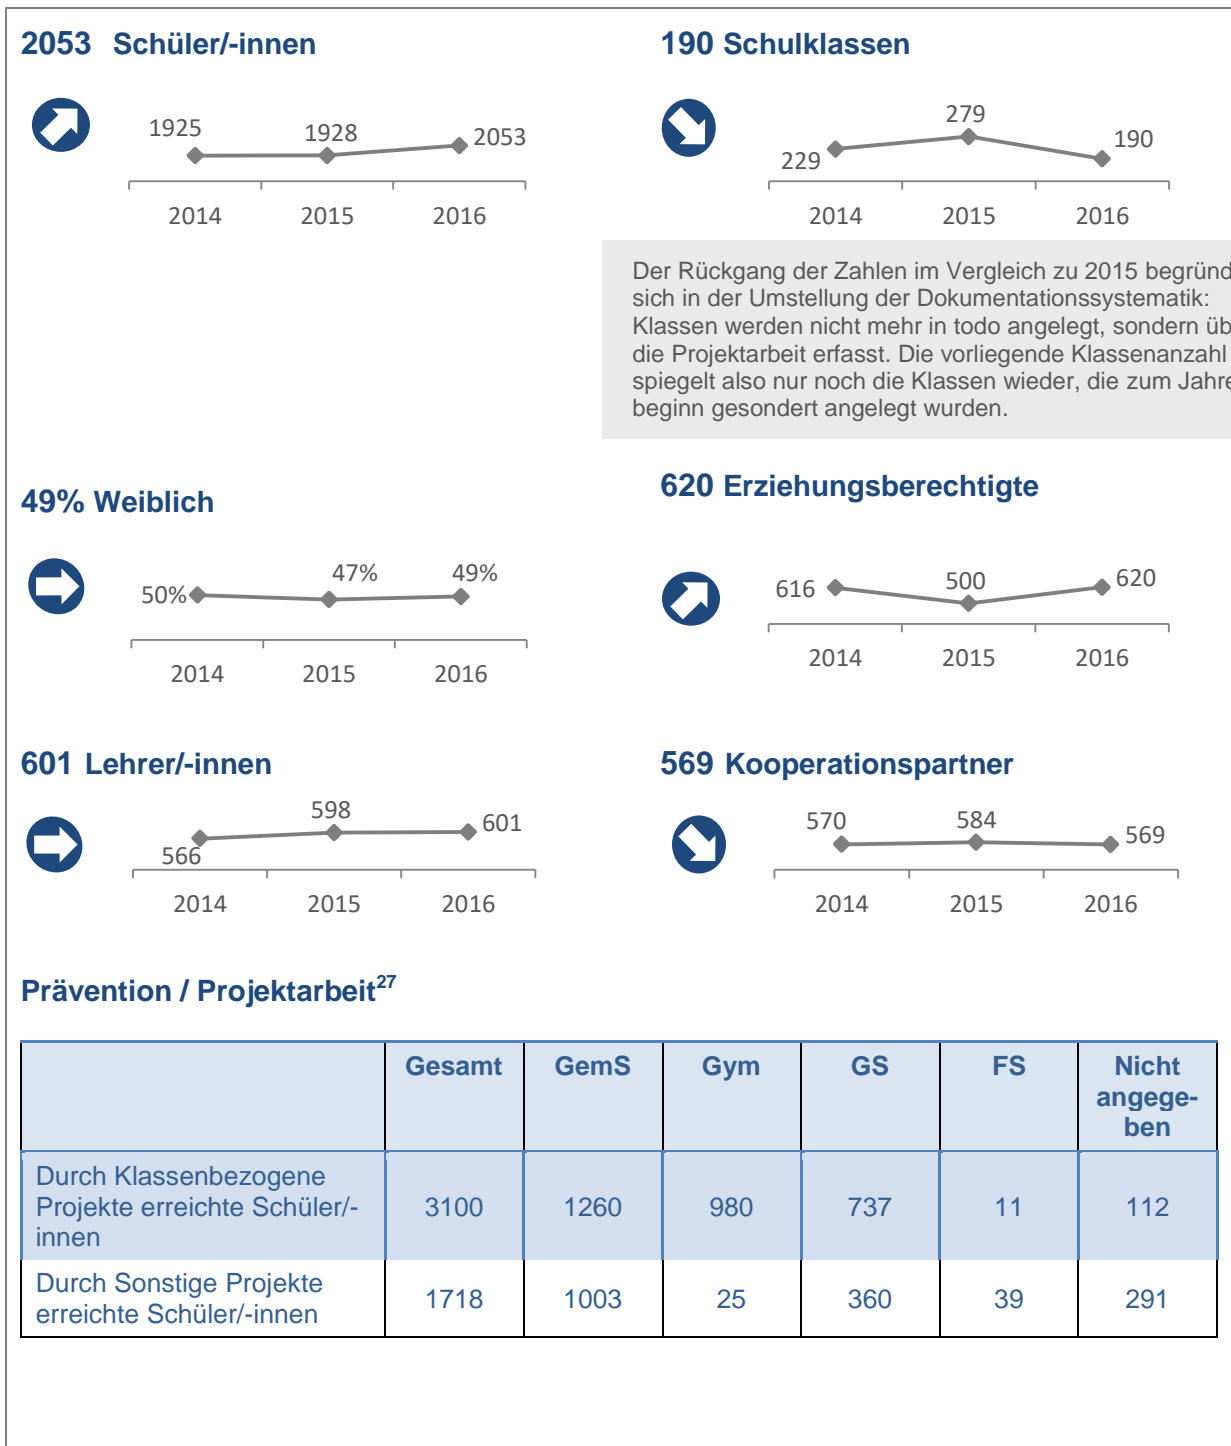 2053 Schüler/-innen
1925
1928
2053
2014 2015 2016
190 Schulklassen
229
279
190
2014 2015 2016
Der Rückgang der Zahlen im Vergleich zu 2015 begründ
sich in der Umstellung der Dokumentationssystematik:
Klassen werden nicht mehr in todo angelegt, sondern üb
die Projektarbeit erfasst. Die vorliegende Klassenanzahl
spiegelt also nur noch die Klassen wieder, die zum Jahre
beginn gesondert angelegt wurden.
49% Weiblich
50%
47%
49%
2014 2015 2016
620 Erziehungsberechtigte
616
500
620
2014 2015 2016
601 Lehrer/-innen
566
598
601
2014 2015 2016
569 Kooperationspartner
570
584
569
2014 2015 2016
Prävention / Projektarbeit27
Gesamt GemS Gym GS FS Nicht
angege-
ben
Durch Klassenbezogene
Projekte erreichte Schüler/-
innen
3100 1260 980 737 11 112
Durch Sonstige Projekte
erreichte Schüler/-innen
1718 1003 25 360 39 291